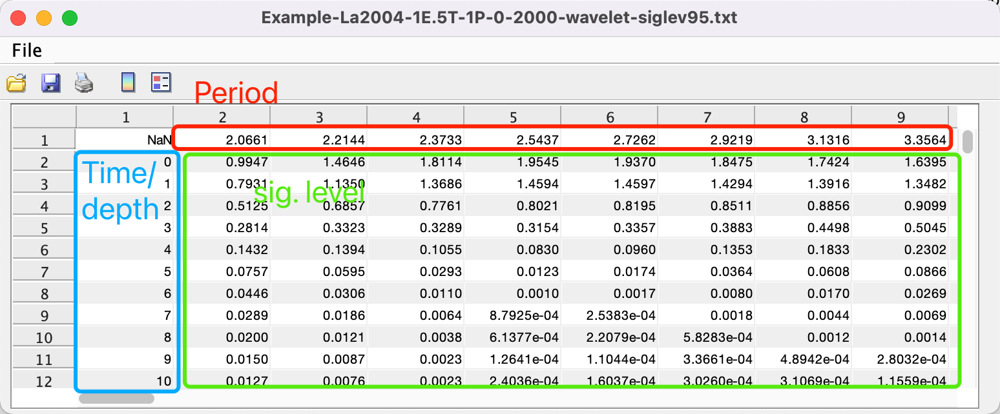 Example-La2004-1E.5T-1P-0-2000-wavelet-siglev95.txt
File
Period
1 2 3 4 5 6 7 8 9
1 NaN 2.0661 2.2144 2.3733 2.5437 2.7262 2.9219 3.1316 3.3564
2 0 0.9947 1.4646 1.8114 1.9545 1.9370 1.8475 1.7424 1.6395
Time/
3 1 0.7931 1.1350 1.3686 1.4594 1.4597 1.4294 1.3916 1.3482
sig. level
depth
4 2 0.5125 0.6857 0.7761 0.8021 0.8195 0.8511 0.8856 0.9099
5 3 0.2814 0.3323 0.3289 0.3154 0.3357 0.3883 0.4498 0.5045
6 4 0.1432 0.1394 0.1055 0.0830 0.0960 0.1353 0.1833 0.2302
7 5 0.0757 0.0595 0.0293 0.0123 0.0174 0.0364 0.0608 0.0866
8 6 0.0446 0.0306 0.0110 0.0010 0.0017 0.0080 0.0170 0.0269
9 7 0.0289 0.0186 0.0064 8.7925e-04 2.5383e-04 0.0018 0.0044 0.0069
10 8 0.0200 0.0121 0.0038 6.1377e-04 2.2079e-04 5.8283e-04 0.0012 0.0014
11 9 0.0150 0.0087 0.0023 1.2641e-04 1.1044e-04 3.3661e-04 4.8942e-04 2.8032e-04
12 10 0.0127 0.0076 0.0023 2.4036e-04 1.6037e-04 3.0260e-04 3.1069e-04 1.1559e-04